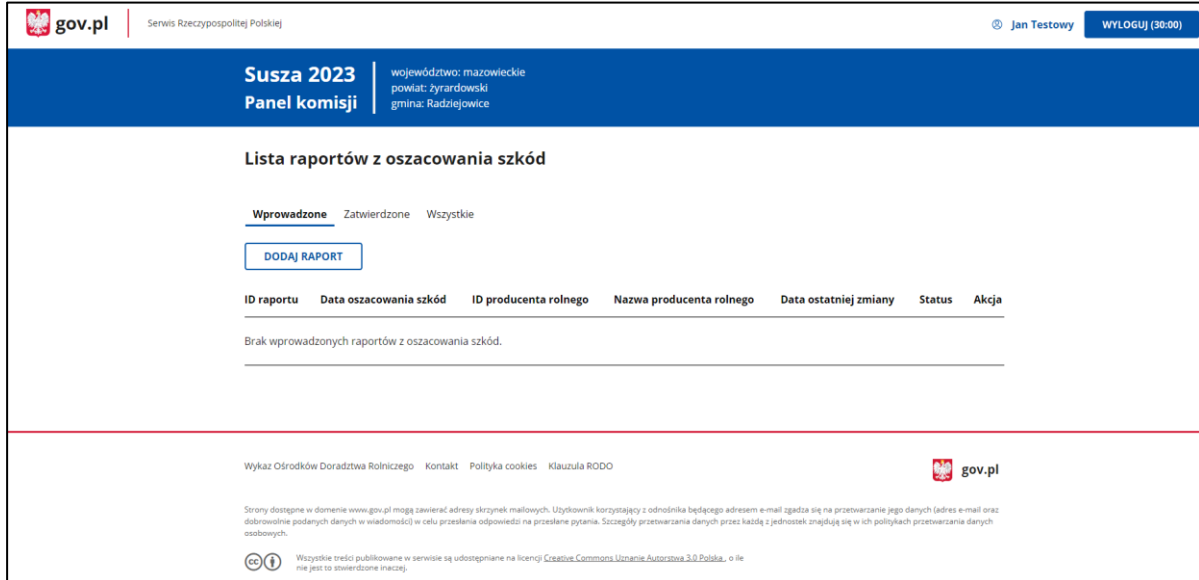 gov.pl
Serwis Rzeczypospolitej Polskiej
Jan Testowy
WYLOGUJ (30:00)
Susza 2023
Panel komisji
województwo: mazowieckie
powiat: żyrardowski
gmina: Radziejowice
Lista raportów z oszacowania szkód
Wprowadzone Zatwierdzone Wszystkie
DODAJ RAPORT
ID raportu Data oszacowania szkód ID producenta rolnego Nazwa producenta rolnego Data ostatniej zmiany Status Akcja
Brak wprowadzonych raportów z oszacowania szkód.
Wykaz Ośrodków Doradztwa Rolniczego Kontakt Polityka cookies Klauzula RODO
gov.pl
Strony dostępne w domenie www.gov.pl mogą zawierać adresy skrzynek mailowych. Użytkownik korzystający z odnośnika będącego adresem e-mail zgadza się na przetwarzanie jego danych (adres e-mail oraz
dobrowolnie podanych danych w wiadomości) w celu przesłania odpowiedzi na przesłane pytania. Szczegóły przetwarzania danych przez każdą z jednostek znajdują się w ich politykach przetwarzania danych
osobowych.
cc
Wszystkie treści publikowane w serwisie są udostępniane na licencji Creative Commons Uznanie Autorstwa 3.0 Polska , o ile
nie jest to stwierdzone inaczej.